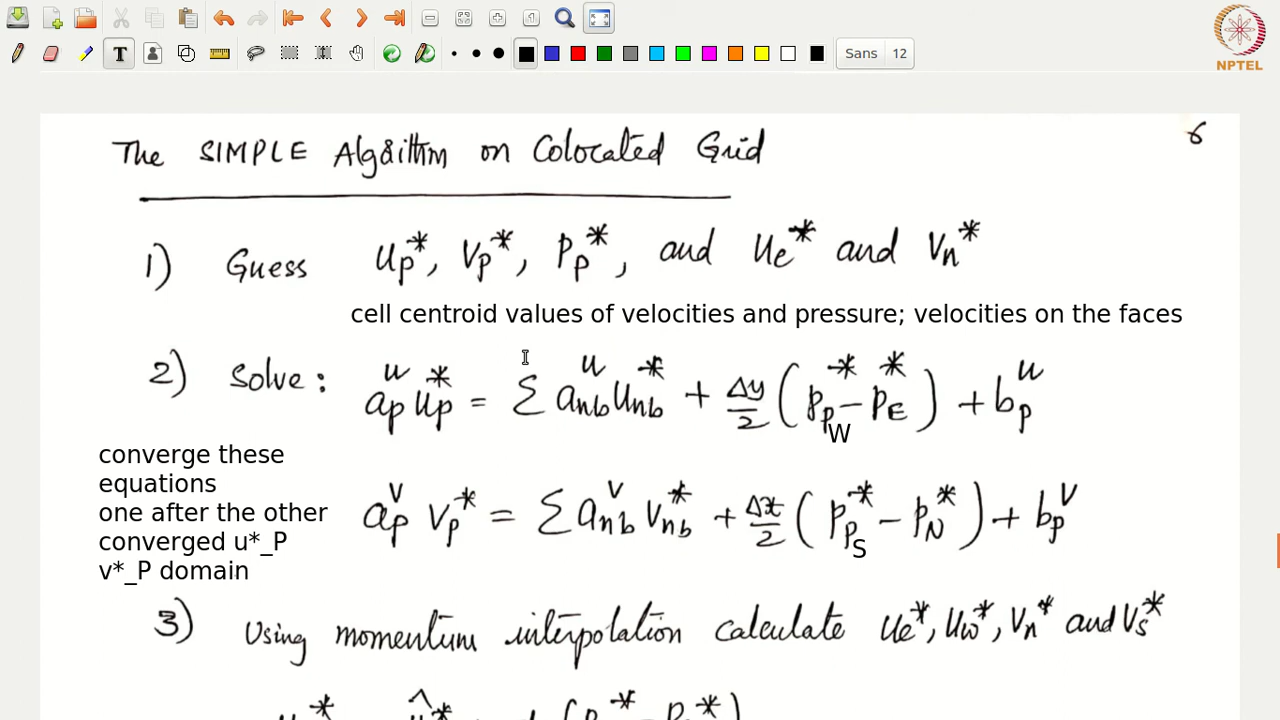 Sans 12
NPTEL
6
The SIMPLE Algorithm on Colocated Grid
1) Guess u_P^*, v_P^*, p_P^*, and u_e^* and v_n^*
cell centroid values of velocities and pressure; velocities on the faces
2) Solve: a_P^u u_P^* = Σ a_nb^u u_nb^* + Δy/2 (p_P^* - p_E^*) + b_P^u
W
converge these
equations
one after the other
converged u*_P
v*_P domain
a_P^v v_P^* = Σ a_nb^v v_nb^* + Δx/2 (p_P^* - p_N^*) + b_P^v
S
3) Using momentum interpolation calculate u_e^*, u_w^*, v_n^* and v_s^*